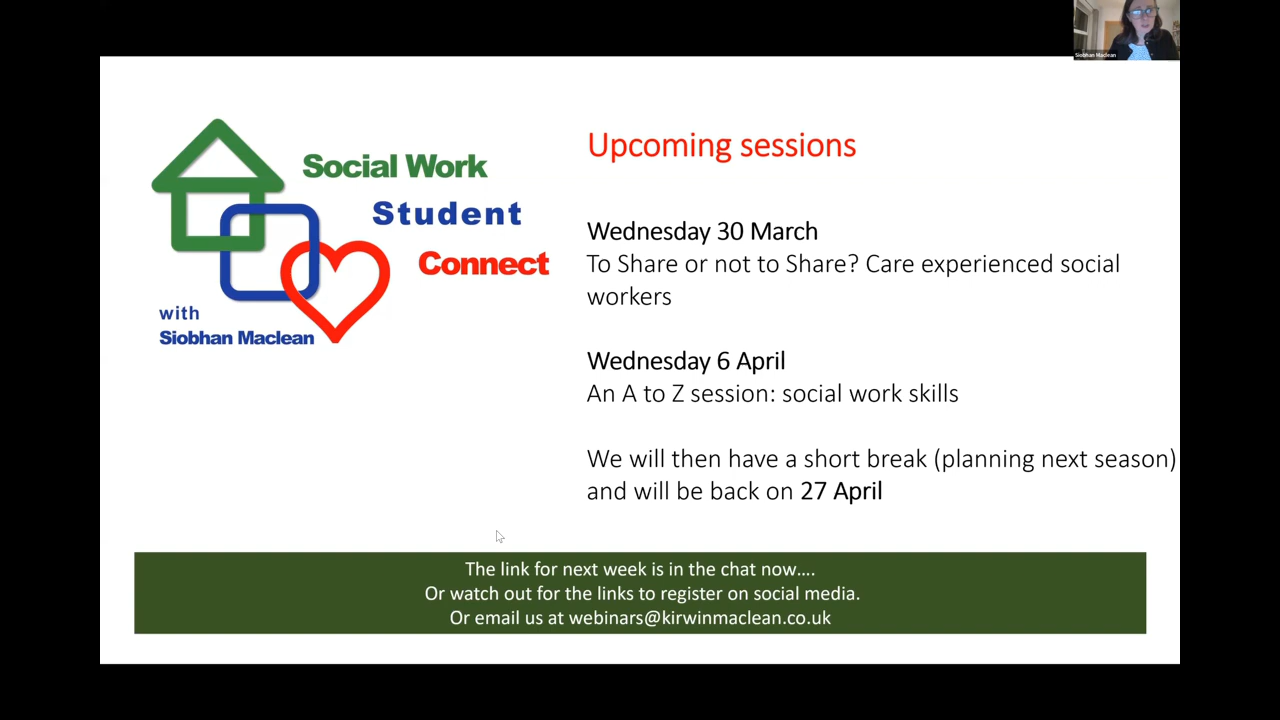 Siobhan Maclean
Social Work
Student
Connect
with
Siobhan Maclean
Upcoming sessions
Wednesday 30 March
To Share or not to Share? Care experienced social
workers
Wednesday 6 April
An A to Z session: social work skills
We will then have a short break (planning next season)
and will be back on 27 April
The link for next week is in the chat now....
Or watch out for the links to register on social media.
Or email us at webinars@kirwinmaclean.co.uk